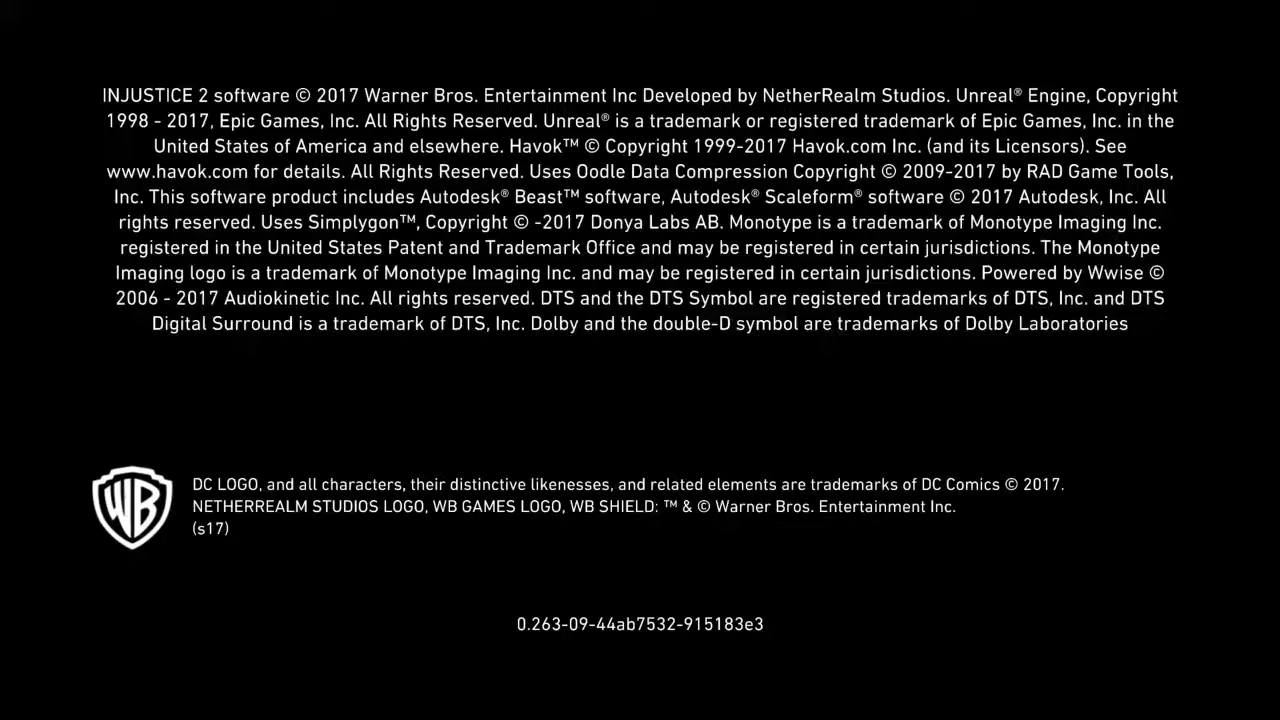 INJUSTICE 2 software © 2017 Warner Bros. Entertainment Inc Developed by NetherRealm Studios. Unreal® Engine, Copyright
1998 - 2017, Epic Games, Inc. All Rights Reserved. Unreal® is a trademark or registered trademark of Epic Games, Inc. in the
United States of America and elsewhere. Havok™ © Copyright 1999-2017 Havok.com Inc. (and its Licensors). See
www.havok.com for details. All Rights Reserved. Uses Oodle Data Compression Copyright © 2009-2017 by RAD Game Tools,
Inc. This software product includes Autodesk® Beast™ software, Autodesk® Scaleform® software © 2017 Autodesk, Inc. All
rights reserved. Uses Simplygon™, Copyright © -2017 Donya Labs AB. Monotype is a trademark of Monotype Imaging Inc.
registered in the United States Patent and Trademark Office and may be registered in certain jurisdictions. The Monotype
Imaging logo is a trademark of Monotype Imaging Inc. and may be registered in certain jurisdictions. Powered by Wwise ©
2006 - 2017 Audiokinetic Inc. All rights reserved. DTS and the DTS Symbol are registered trademarks of DTS, Inc. and DTS
Digital Surround is a trademark of DTS, Inc. Dolby and the double-D symbol are trademarks of Dolby Laboratories
WB
DC LOGO, and all characters, their distinctive likenesses, and related elements are trademarks of DC Comics © 2017.
NETHERREALM STUDIOS LOGO, WB GAMES LOGO, WB SHIELD: ™ & © Warner Bros. Entertainment Inc.
(s17)
0.263-09-44ab7532-915183e3